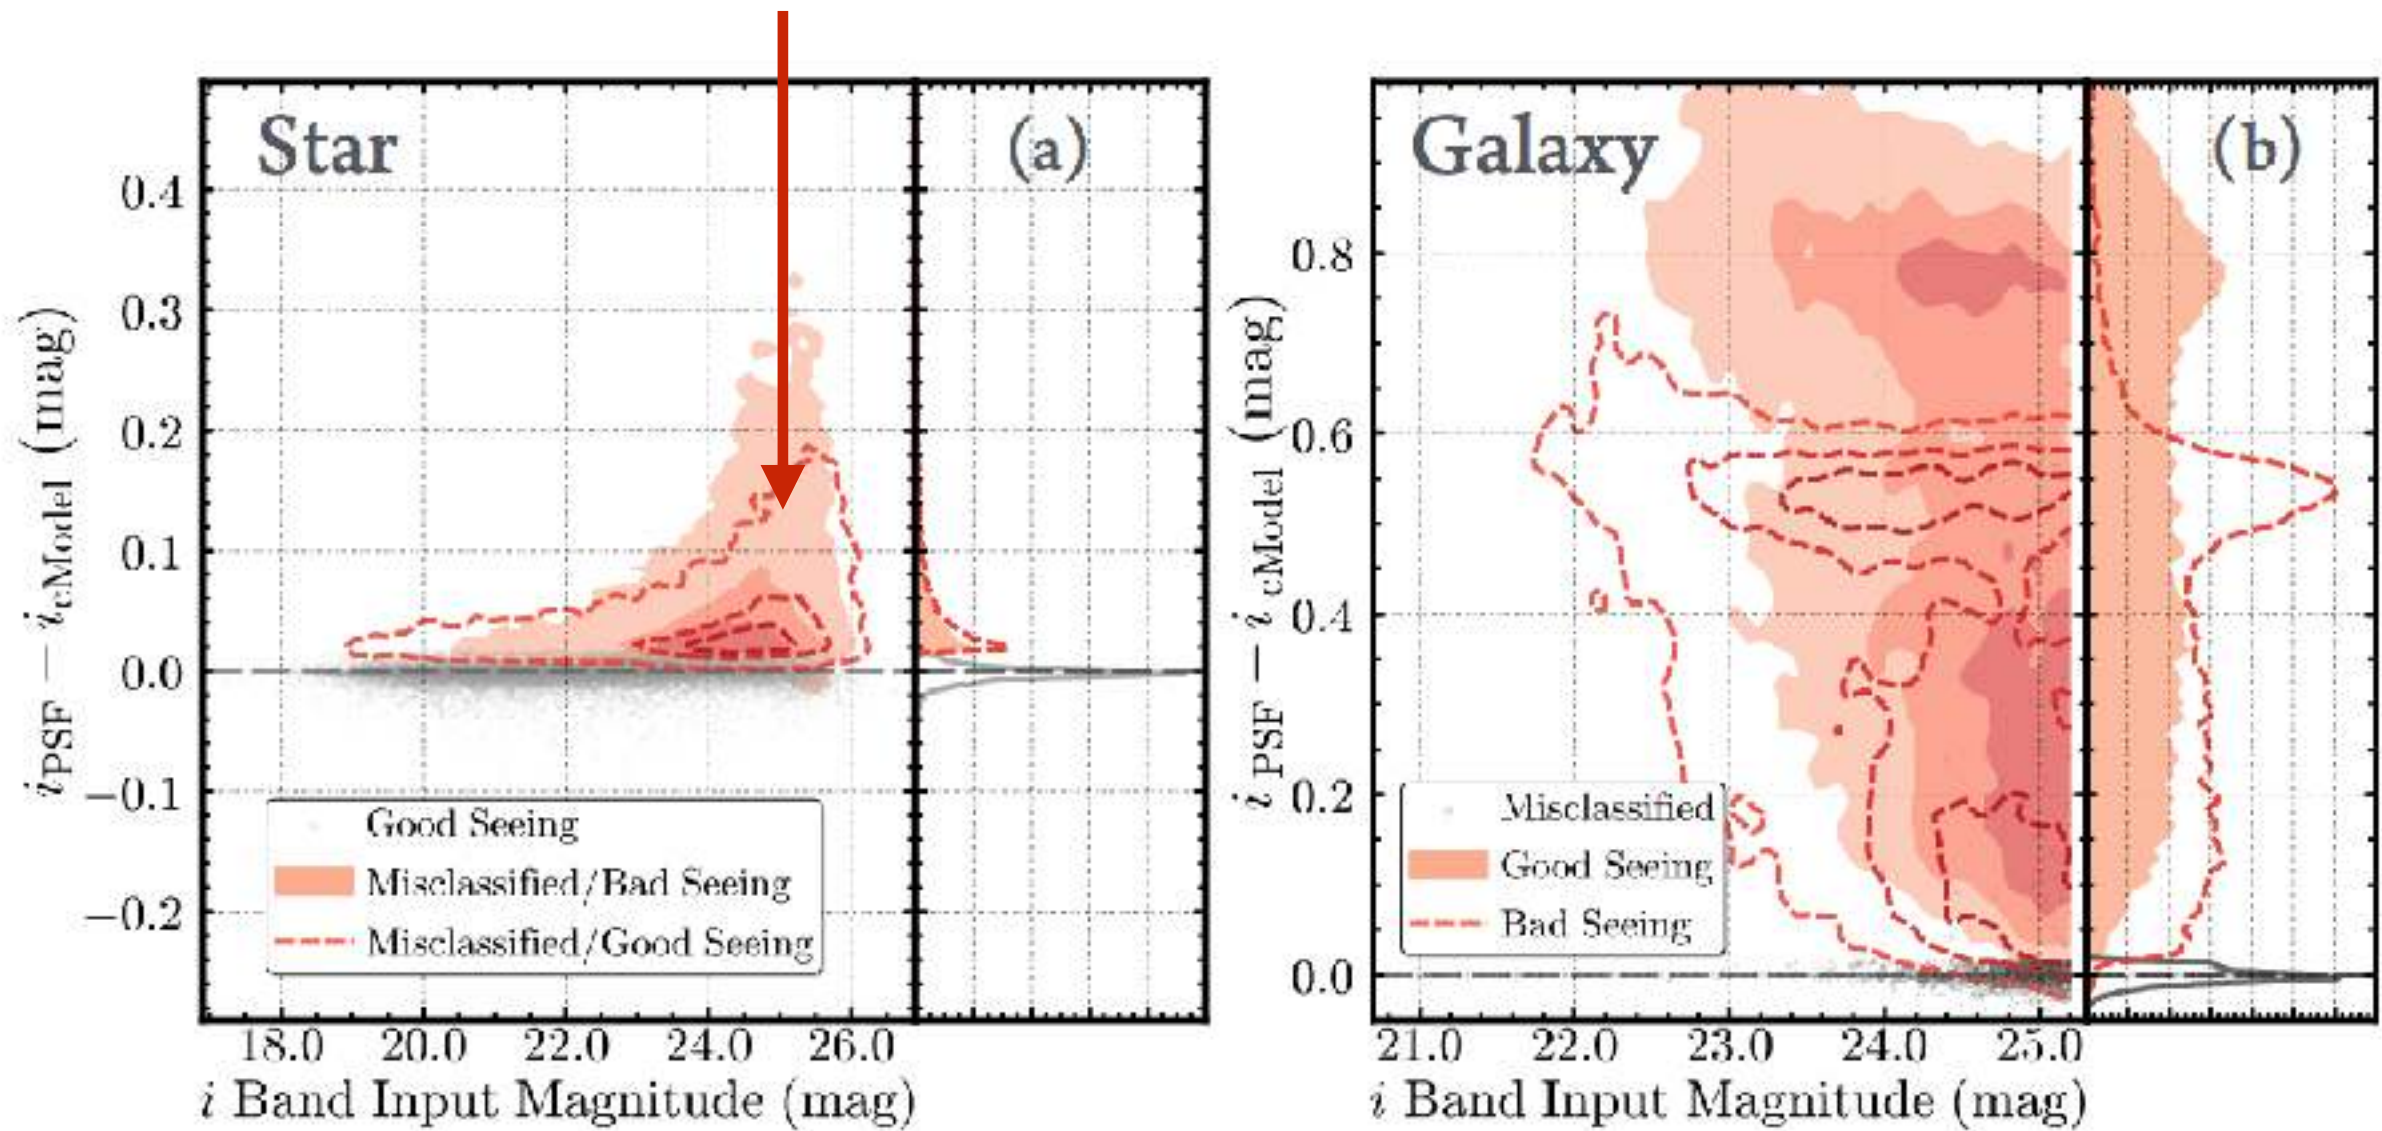 Star
(a)
0.4
0.3
0.2
0.1
0.0
−0.1
−0.2
i_PSF − i_cModel (mag)
Good Seeing
Misclassified/Bad Seeing
Misclassified/Good Seeing
18.0 20.0 22.0 24.0 26.0
i Band Input Magnitude (mag)
Galaxy
(b)
0.8
0.6
0.4
0.2
0.0
i_PSF − i_cModel (mag)
Misclassified
Good Seeing
Bad Seeing
21.0 22.0 23.0 24.0 25.0
i Band Input Magnitude (mag)